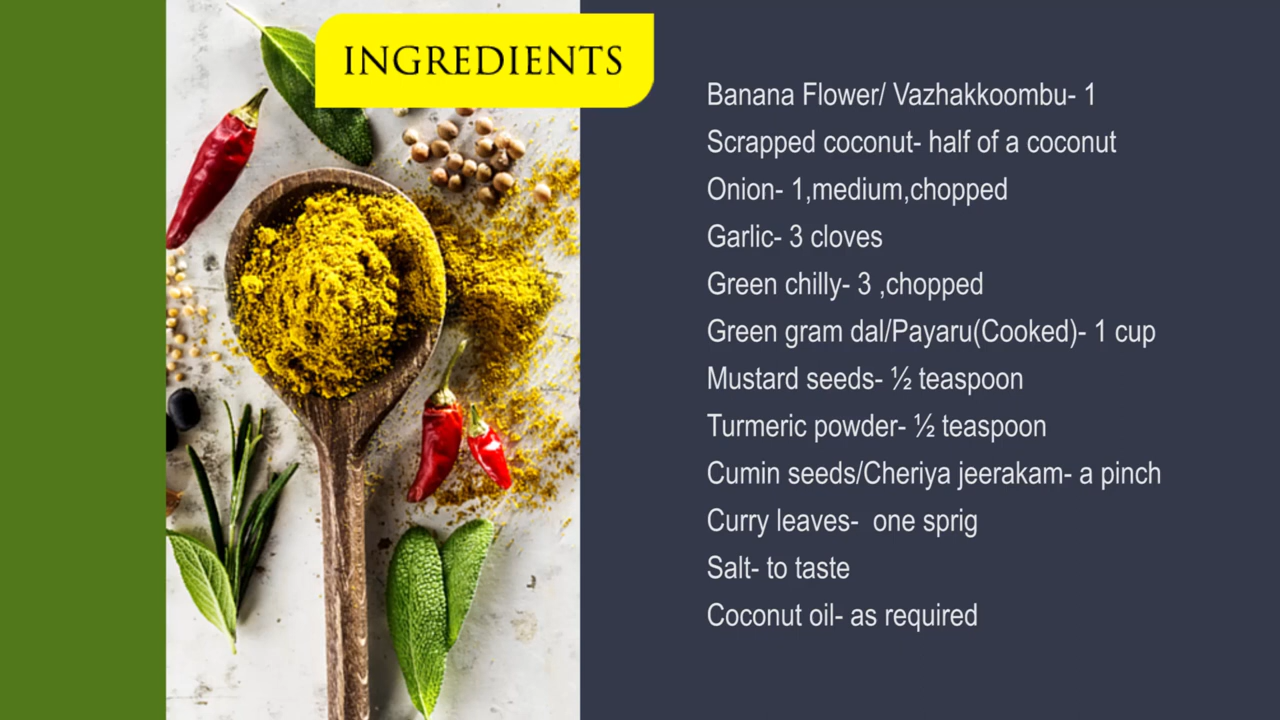 INGREDIENTS
Banana Flower/ Vazhakkoombu- 1
Scrapped coconut- half of a coconut
Onion- 1,medium,chopped
Garlic- 3 cloves
Green chilly- 3 ,chopped
Green gram dal/Payaru(Cooked)- 1 cup
Mustard seeds- ½ teaspoon
Turmeric powder- ½ teaspoon
Cumin seeds/Cheriya jeerakam- a pinch
Curry leaves-  one sprig
Salt- to taste
Coconut oil- as required